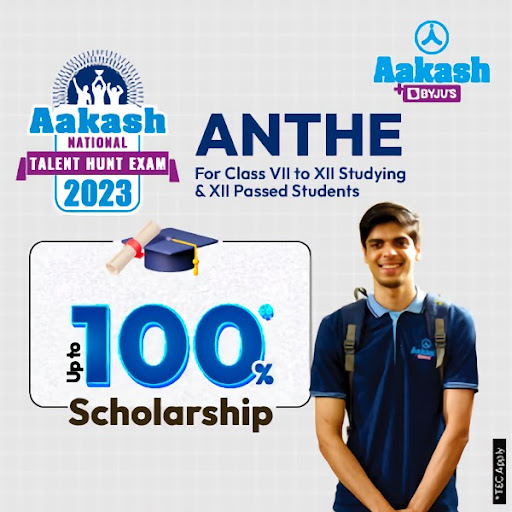 Aakash
NATIONAL
TALENT HUNT EXAM
2023
Aakash
+ BYJU'S
ANTHE
For Class VII to XII Studying
& XII Passed Students
Up to 100*%
Scholarship
Aakash
*T&C Apply